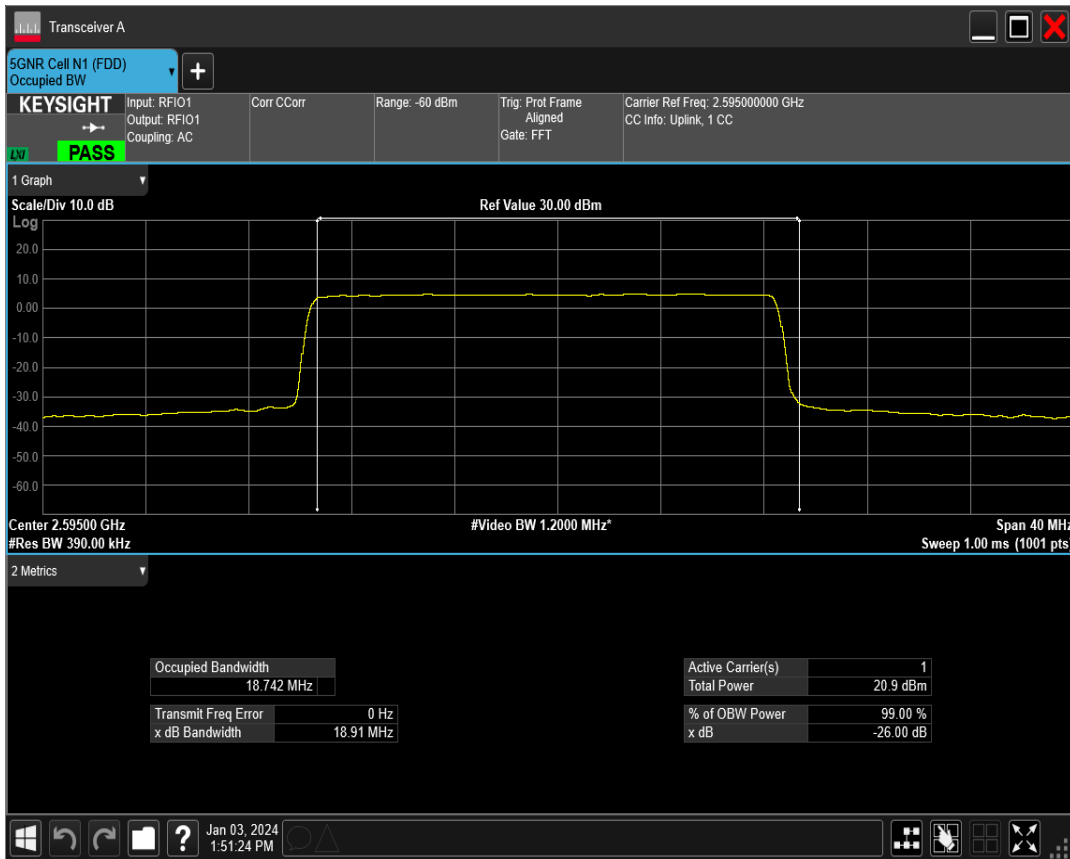 Transceiver A
5GNR Cell N1 (FDD)
Occupied BW
KEYSIGHT
LXI
PASS
Input: RFIO1
Output: RFIO1
Coupling: AC
Corr CCorr
Range: -60 dBm
Trig: Prot Frame
Aligned
Gate: FFT
Carrier Ref Freq: 2.595000000 GHz
CC Info: Uplink, 1 CC
1 Graph
Scale/Div 10.0 dB
Ref Value 30.00 dBm
Log
20.0
10.0
0.00
-10.0
-20.0
-30.0
-40.0
-50.0
-60.0
Center 2.59500 GHz
#Video BW 1.2000 MHz*
Span 40 MHz
#Res BW 390.00 kHz
Sweep 1.00 ms (1001 pts)
2 Metrics
Occupied Bandwidth
18.742 MHz
Transmit Freq Error 0 Hz
x dB Bandwidth 18.91 MHz
Active Carrier(s) 1
Total Power 20.9 dBm
% of OBW Power 99.00 %
x dB -26.00 dB
Jan 03, 2024
1:51:24 PM